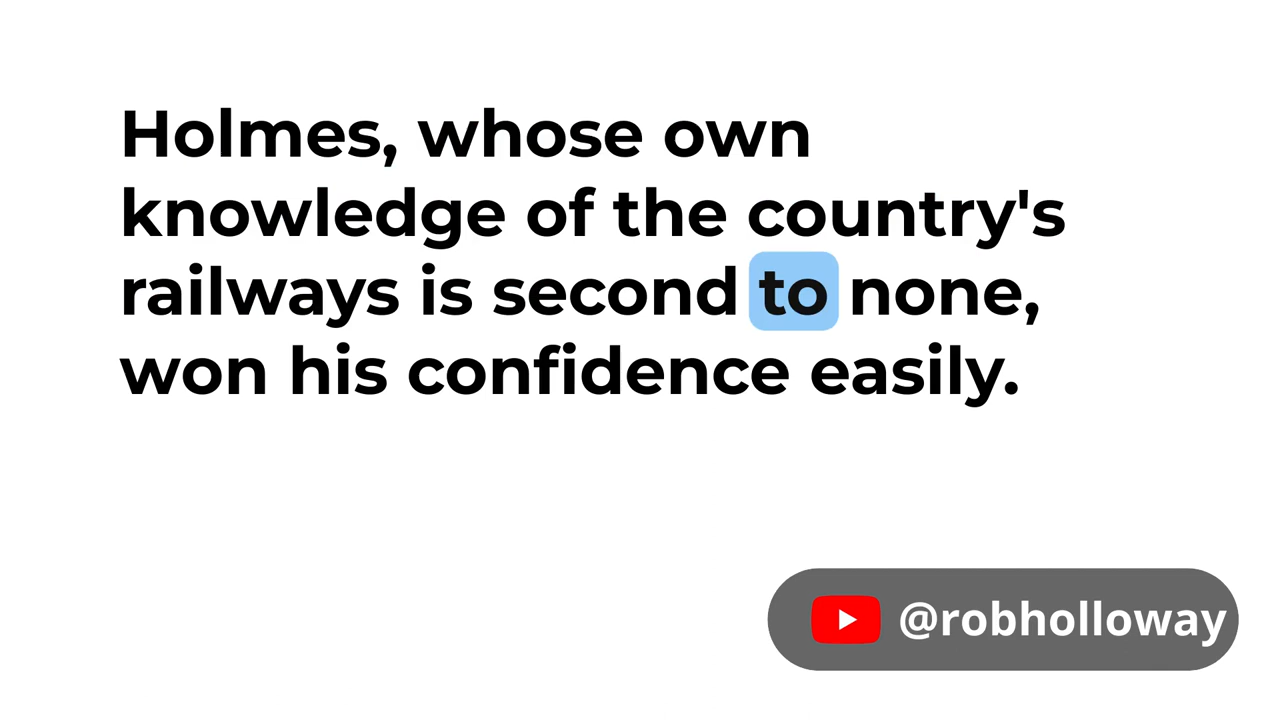 Holmes, whose own
knowledge of the country's
railways is second to none,
won his confidence easily.
@robholloway